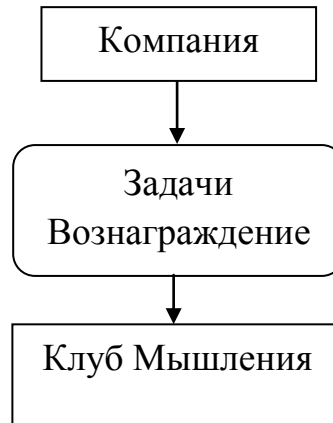 Компания
Задачи
Вознаграждение
Клуб Мышления